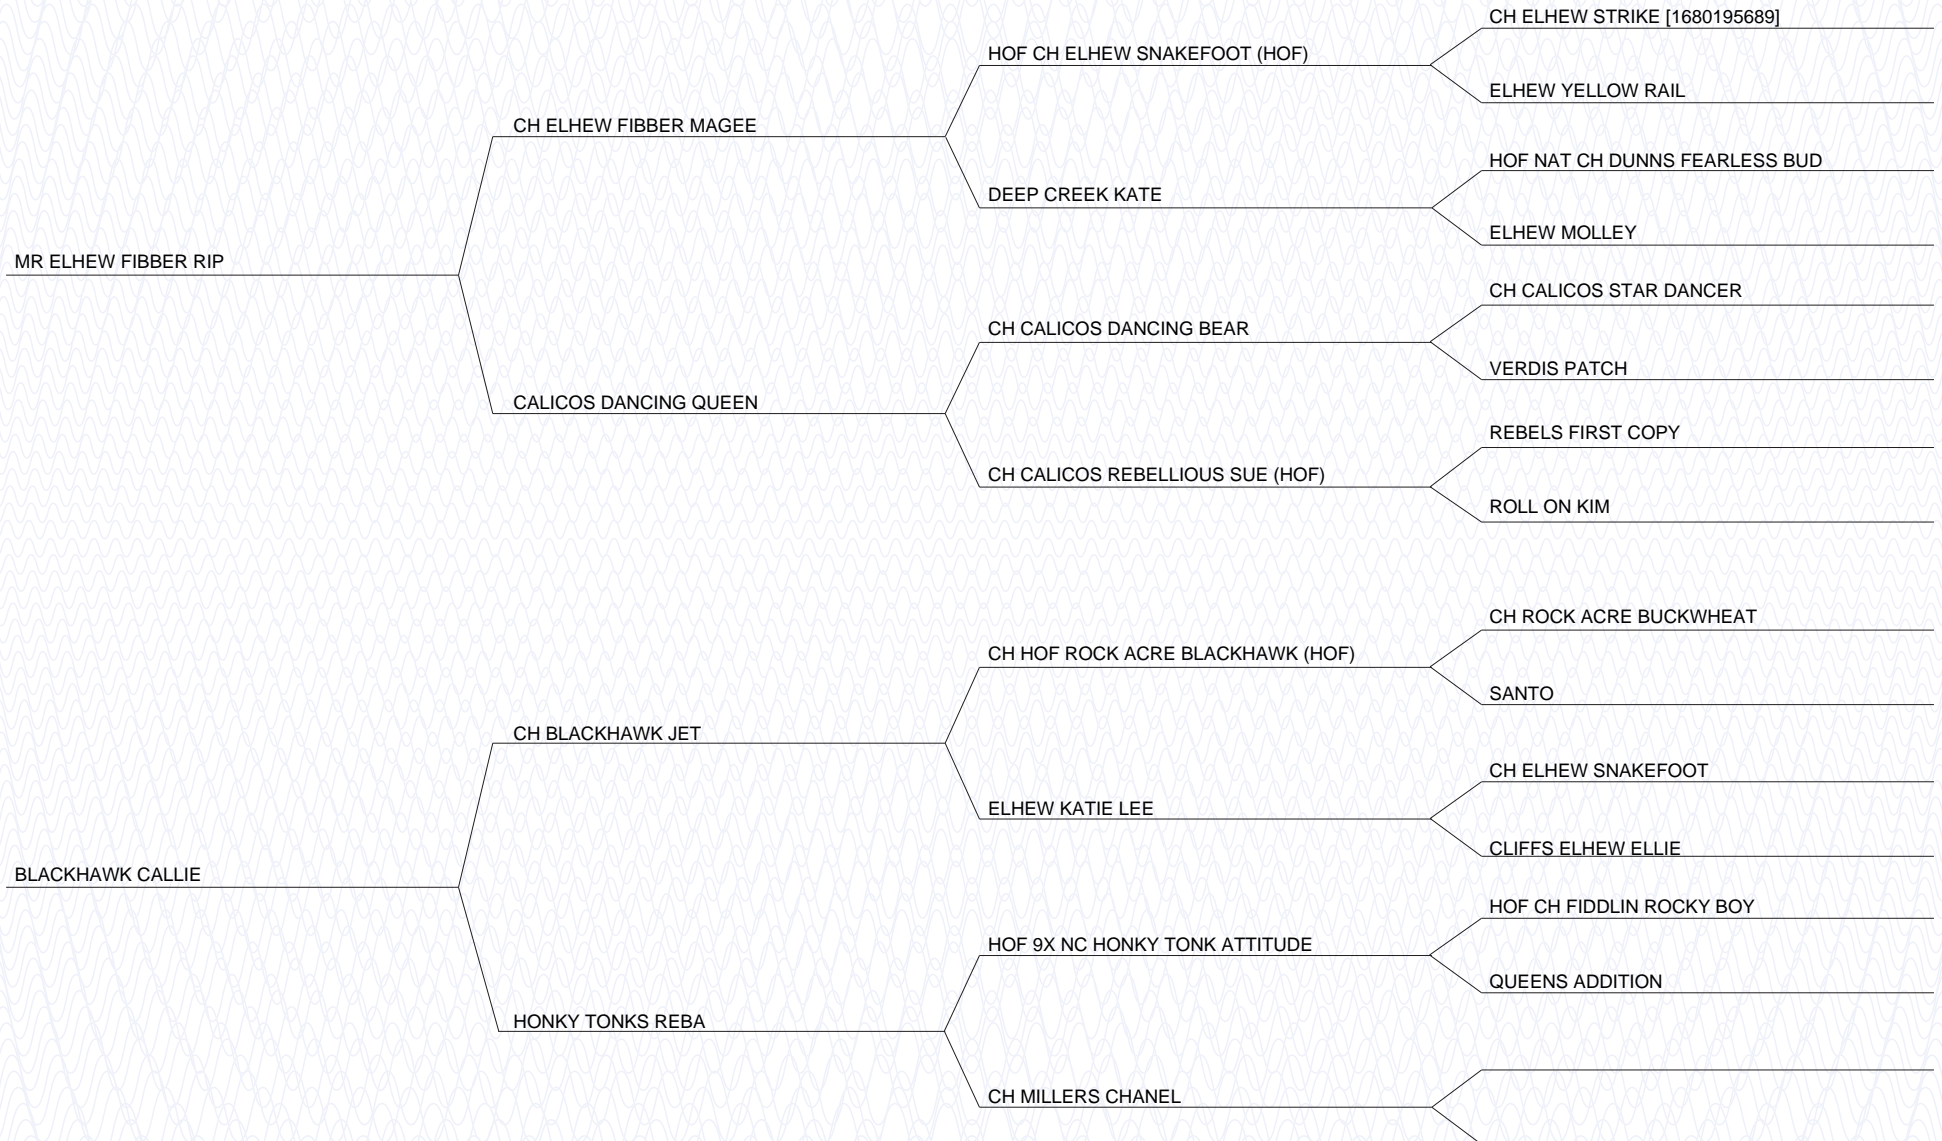 CH ELHEW STRIKE [1680195689]
HOF CH ELHEW SNAKEFOOT (HOF)
ELHEW YELLOW RAIL
CH ELHEW FIBBER MAGEE
HOF NAT CH DUNNS FEARLESS BUD
DEEP CREEK KATE
ELHEW MOLLEY
MR ELHEW FIBBER RIP
CH CALICOS STAR DANCER
CH CALICOS DANCING BEAR
VERDIS PATCH
CALICOS DANCING QUEEN
REBELS FIRST COPY
CH CALICOS REBELLIOUS SUE (HOF)
ROLL ON KIM
CH ROCK ACRE BUCKWHEAT
CH HOF ROCK ACRE BLACKHAWK (HOF)
SANTO
CH BLACKHAWK JET
CH ELHEW SNAKEFOOT
ELHEW KATIE LEE
CLIFFS ELHEW ELLIE
BLACKHAWK CALLIE
HOF CH FIDDLIN ROCKY BOY
HOF 9X NC HONKY TONK ATTITUDE
QUEENS ADDITION
HONKY TONKS REBA
CH MILLERS CHANEL